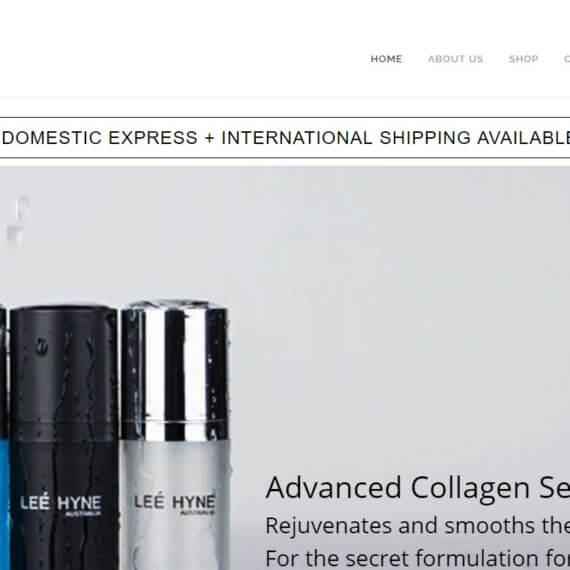 HOME ABOUT US SHOP
DOMESTIC EXPRESS + INTERNATIONAL SHIPPING AVAILABLE
LEÉ HYNE
AUSTRALIA
LEÉ HYNE
AUSTRALIA
Advanced Collagen Se
Rejuvenates and smooths the
For the secret formulation for